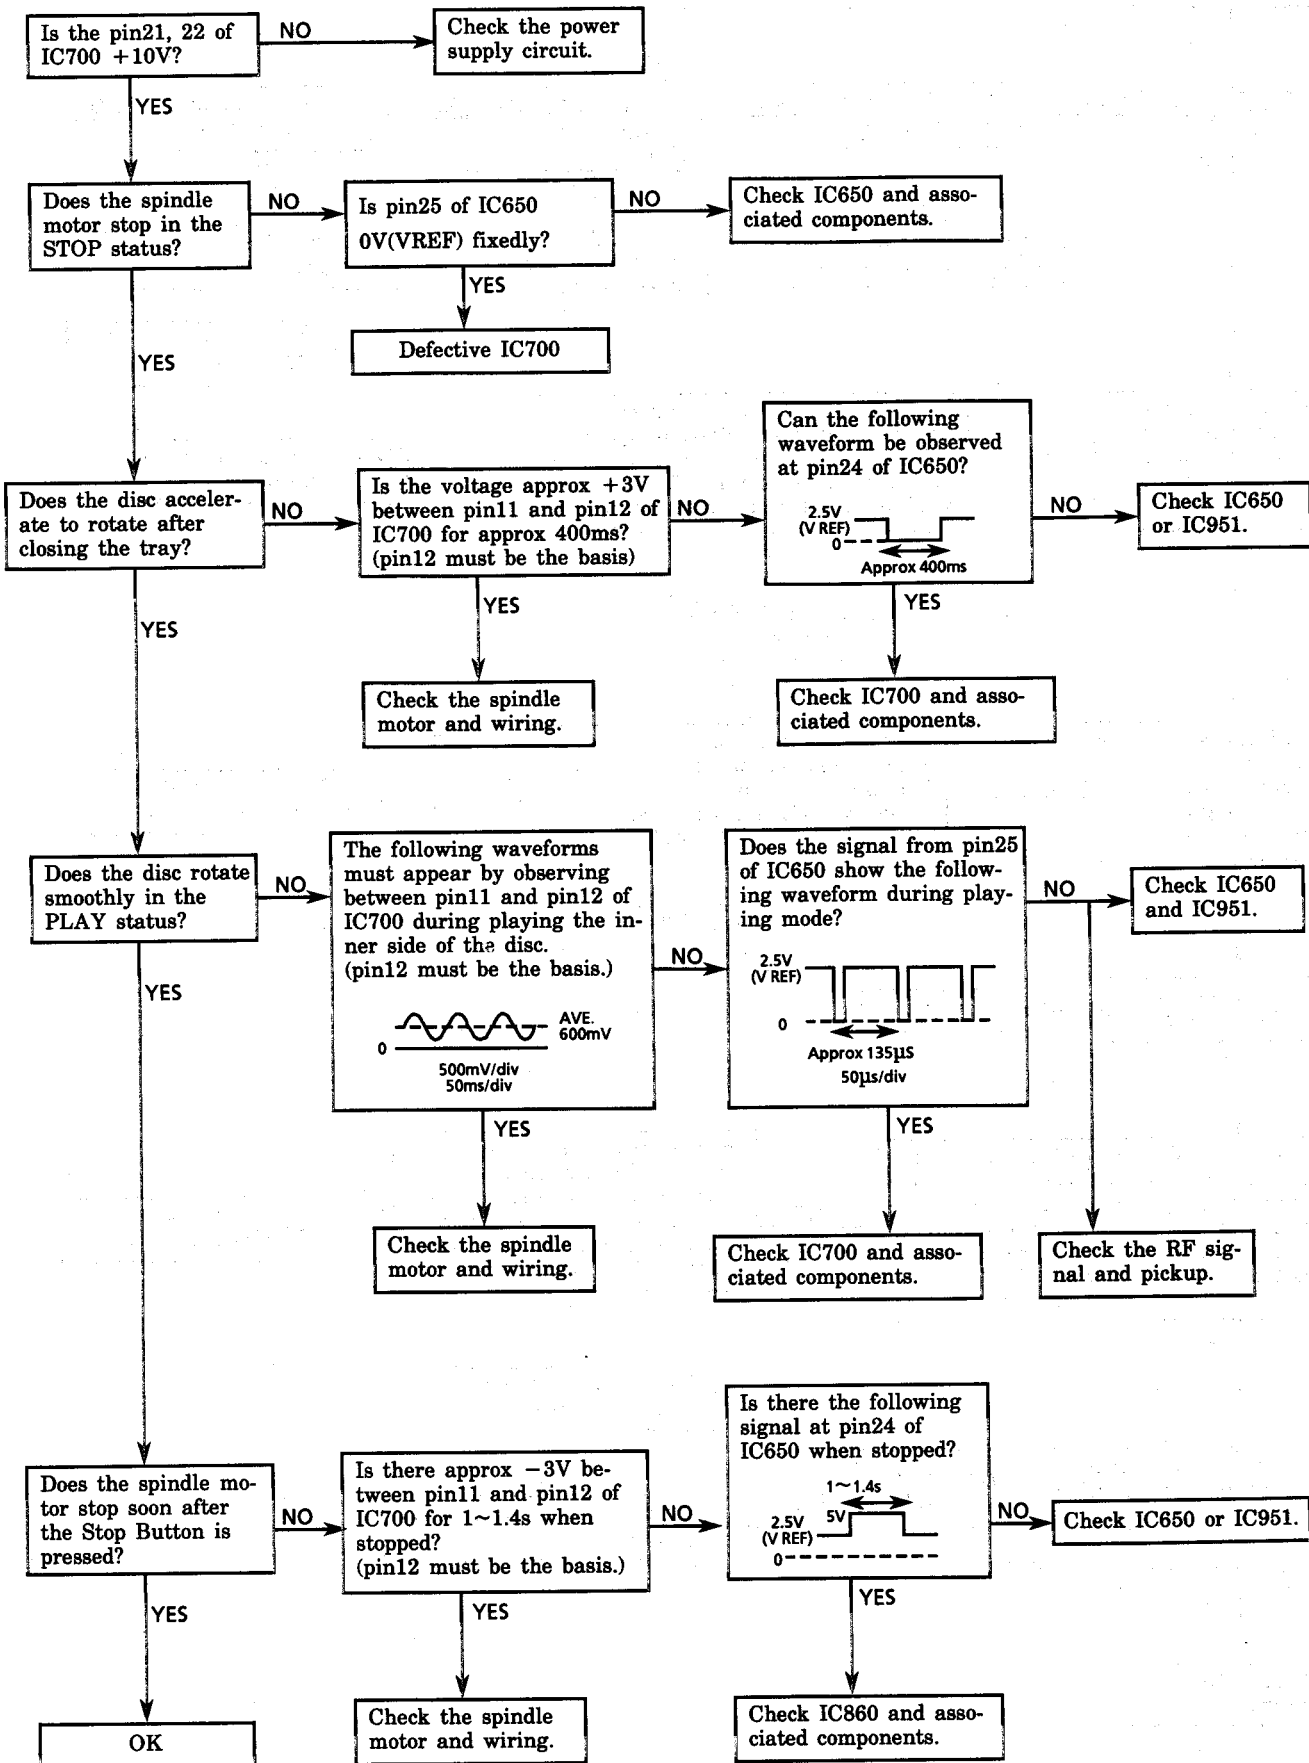 Is the pin21, 22 of
IC700 +10V?
NO
Check the power
supply circuit.
YES
Does the spindle
motor stop in the
STOP status?
NO
Is pin25 of IC650
0V(VREF) fixedly?
NO
Check IC650 and asso-
ciated components.
YES
Defective IC700
YES
Does the disc acceler-
ate to rotate after
closing the tray?
NO
Is the voltage approx +3V
between pin11 and pin12 of
IC700 for approx 400ms?
(pin12 must be the basis)
NO
Can the following
waveform be observed
at pin24 of IC650?
2.5V
(V REF)
0
Approx 400ms
NO
Check IC650
or IC951.
YES
Check the spindle
motor and wiring.
YES
Check IC700 and asso-
ciated components.
YES
Does the disc rotate
smoothly in the
PLAY status?
NO
The following waveforms
must appear by observing
between pin11 and pin12 of
IC700 during playing the in-
ner side of the disc.
(pin12 must be the basis.)
AVE.
600mV
0
500mV/div
50ms/div
NO
Does the signal from pin25
of IC650 show the follow-
ing waveform during play-
ing mode?
2.5V
(V REF)
0
Approx 135µS
50µs/div
NO
Check IC650
and IC951.
YES
Check the spindle
motor and wiring.
YES
Check IC700 and asso-
ciated components.
Check the RF sig-
nal and pickup.
YES
Does the spindle mo-
tor stop soon after
the Stop Button is
pressed?
NO
Is there approx −3V be-
tween pin11 and pin12 of
IC700 for 1~1.4s when
stopped?
(pin12 must be the basis.)
NO
Is there the following
signal at pin24 of
IC650 when stopped?
1~1.4s
5V
2.5V
(V REF)
0
NO
Check IC650 or IC951.
YES
OK
YES
Check the spindle
motor and wiring.
YES
Check IC860 and asso-
ciated components.